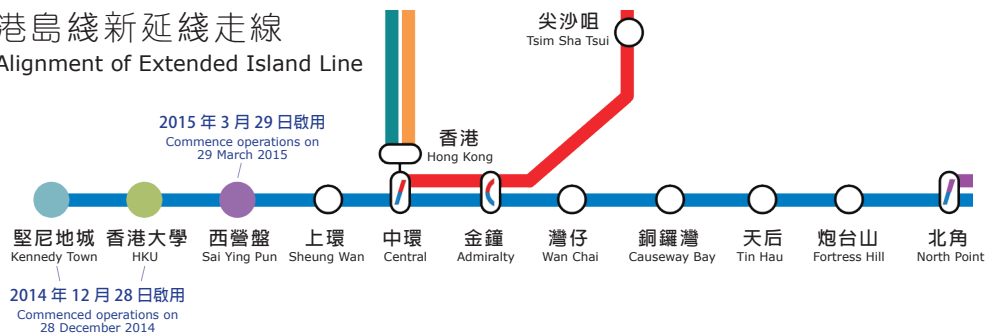 港島綫新延綫走線
Alignment of Extended Island Line
尖沙咀
Tsim Sha Tsui
2015 年 3 月 29 日啟用
Commence operations on
29 March 2015
香港
Hong Kong
堅尼地城
Kennedy Town
香港大學
HKU
西營盤
Sai Ying Pun
上環
Sheung Wan
中環
Central
金鐘
Admiralty
灣仔
Wan Chai
銅鑼灣
Causeway Bay
天后
Tin Hau
炮台山
Fortress Hill
北角
North Point
2014 年 12 月 28 日啟用
Commenced operations on
28 December 2014